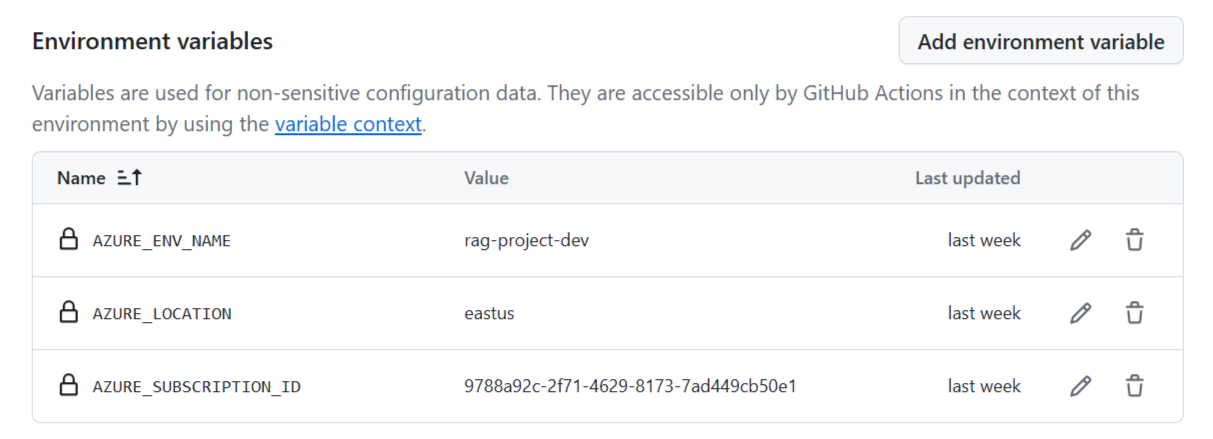 Environment variables
Add environment variable
Variables are used for non-sensitive configuration data. They are accessible only by GitHub Actions in the context of this
environment by using the variable context.
Name Value Last updated
AZURE_ENV_NAME rag-project-dev last week
AZURE_LOCATION eastus last week
AZURE_SUBSCRIPTION_ID 9788a92c-2f71-4629-8173-7ad449cb50e1 last week